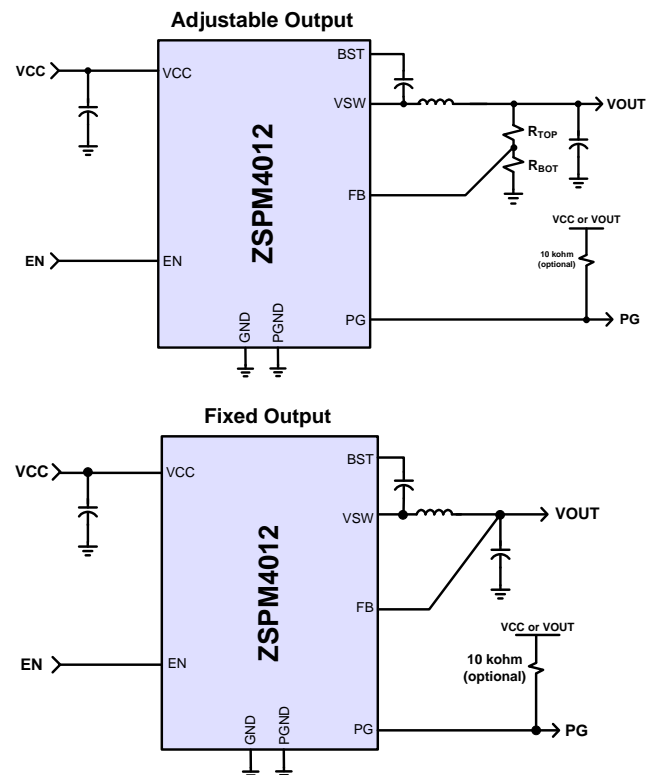 Adjustable Output
BST
VCC
VCC
VSW
VOUT
RTOP
RBOT
ZSPM4012
FB
VCC or VOUT
10 kohm
(optional)
EN
EN
GND
PGND
PG
PG
Fixed Output
BST
VCC
VCC
VSW
VOUT
ZSPM4012
FB
VCC or VOUT
10 kohm
(optional)
EN
EN
GND
PGND
PG
PG